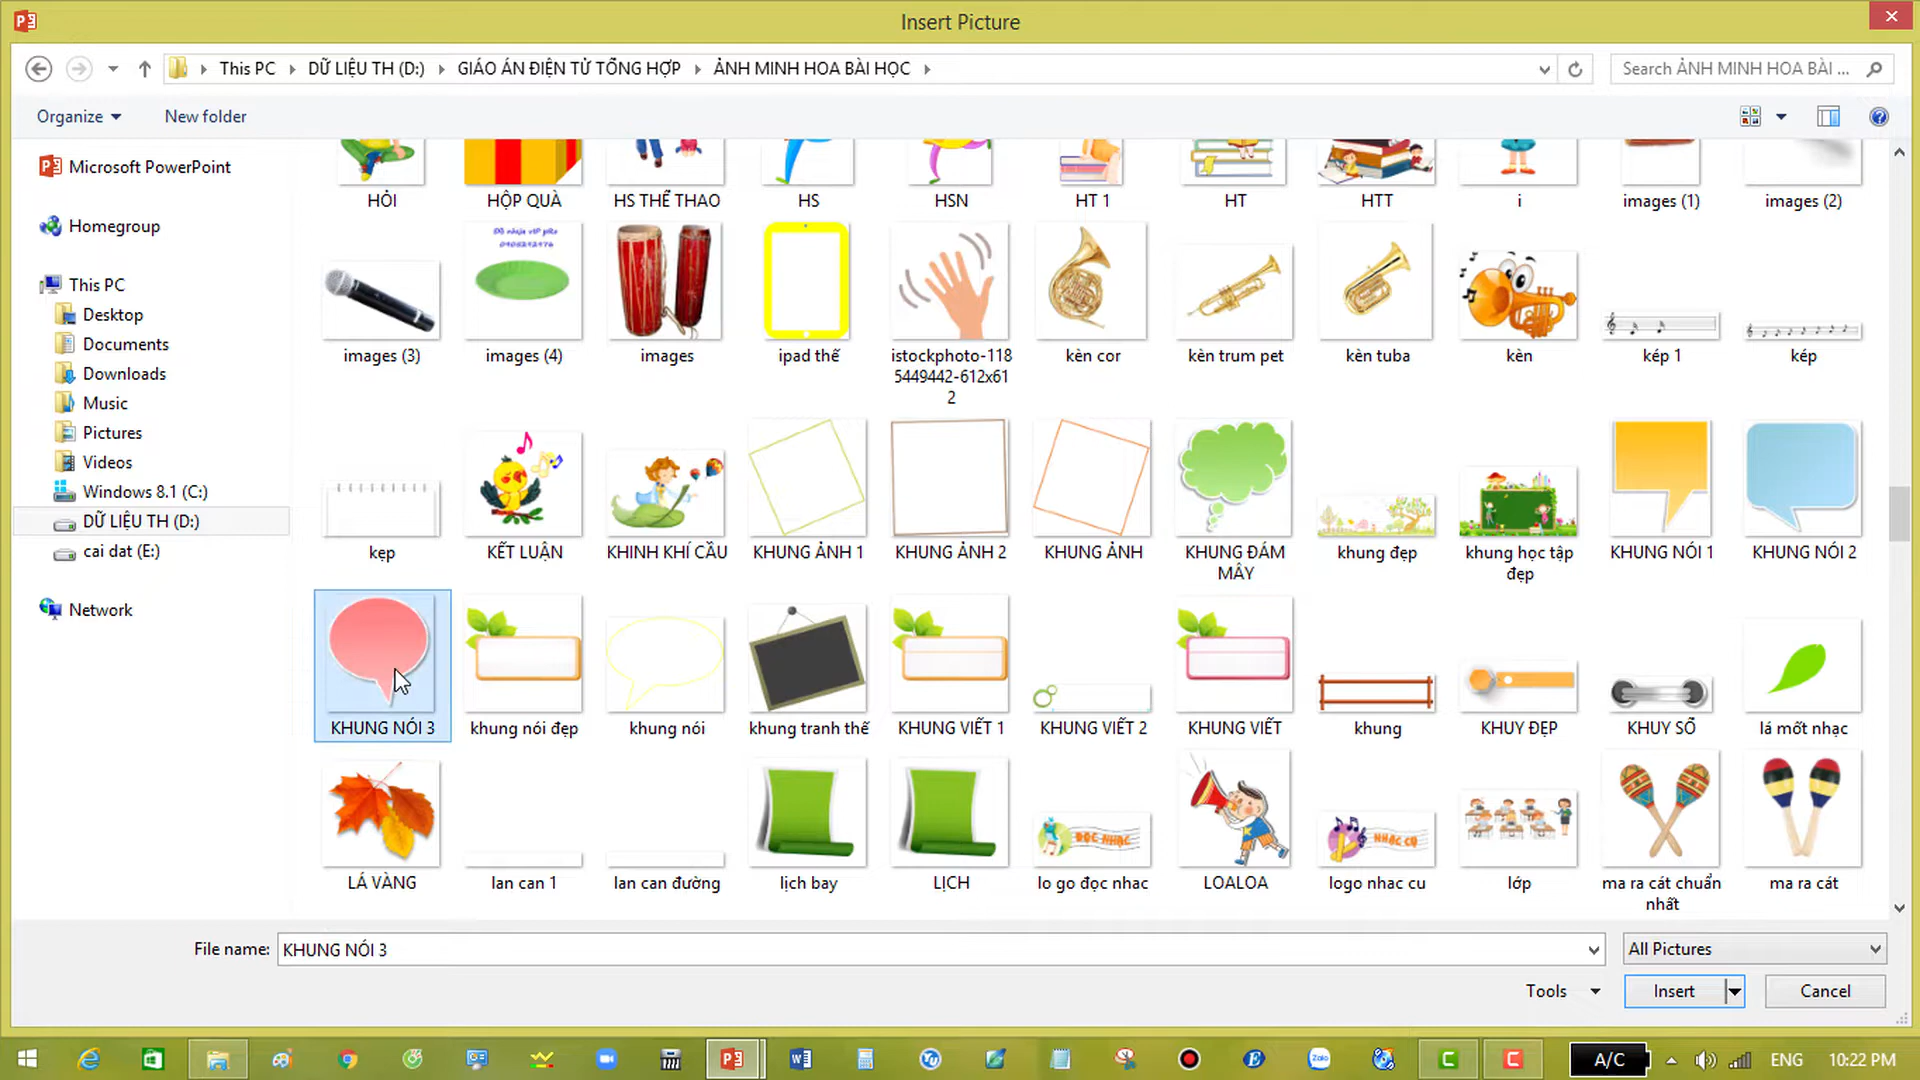 Insert Picture
This PC
DỮ LIỆU TH (D:)
GIÁO ÁN ĐIỆN TỬ TỔNG HỢP
ẢNH MINH HOA BÀI HỌC
Search ẢNH MINH HOA BÀI ...
Organize
New folder
Microsoft PowerPoint
Homegroup
This PC
Desktop
Documents
Downloads
Music
Pictures
Videos
Windows 8.1 (C:)
DỮ LIỆU TH (D:)
cai dat (E:)
Network
HỎI
HỘP QUÀ
HS THỂ THAO
HS
HSN
HT 1
HT
HTT
i
images (1)
images (2)
0908292976
images (3)
images (4)
images
ipad thế
istockphoto-118
5449442-612x61
2
kèn cor
kèn trum pet
kèn tuba
kèn
kép 1
kép
kẹp
KẾT LUẬN
KHINH KHÍ CẦU
KHUNG ẢNH 1
KHUNG ẢNH 2
KHUNG ẢNH
KHUNG ĐÁM
MÂY
khung đẹp
khung học tập
đẹp
KHUNG NÓI 1
KHUNG NÓI 2
KHUNG NÓI 3
khung nói đẹp
khung nói
khung tranh thế
KHUNG VIẾT 1
KHUNG VIẾT 2
KHUNG VIẾT
khung
KHUY ĐẸP
KHUY SỔ
lá mốt nhạc
ĐỌC NHẠC
NHẠC CỤ
LÁ VÀNG
lan can 1
lan can đường
lịch bay
LỊCH
lo go đọc nhac
LOALOA
logo nhac cu
lớp
ma ra cát chuẩn
nhất
ma ra cát
File name:
KHUNG NÓI 3
All Pictures
Tools
Insert
Cancel
Zalo
A/C
ENG
10:22 PM